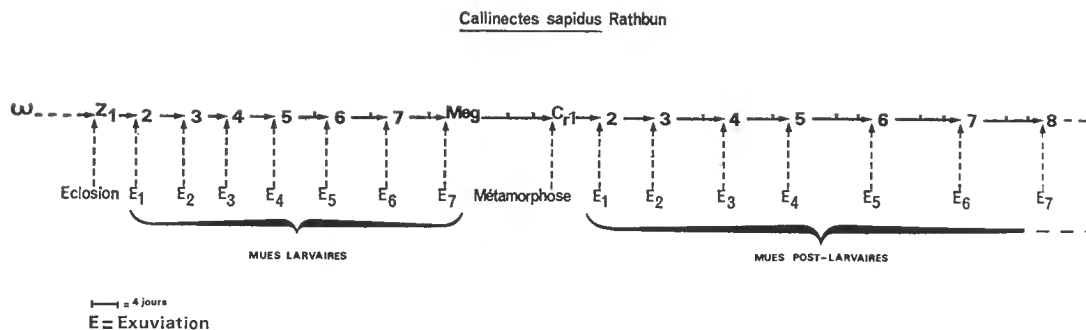 Callinectes sapidus Rathbun
ω Z1 2 3 4 5 6 7 Meg Cr1 2 3 4 5 6 7 8
Eclosion E1 E2 E3 E4 E5 E6 E7 Métamorphose E1 E2 E3 E4 E5 E6 E7
MUES LARVAIRES MUES POST-LARVAIRES
= 4 jours
E = Exuviation